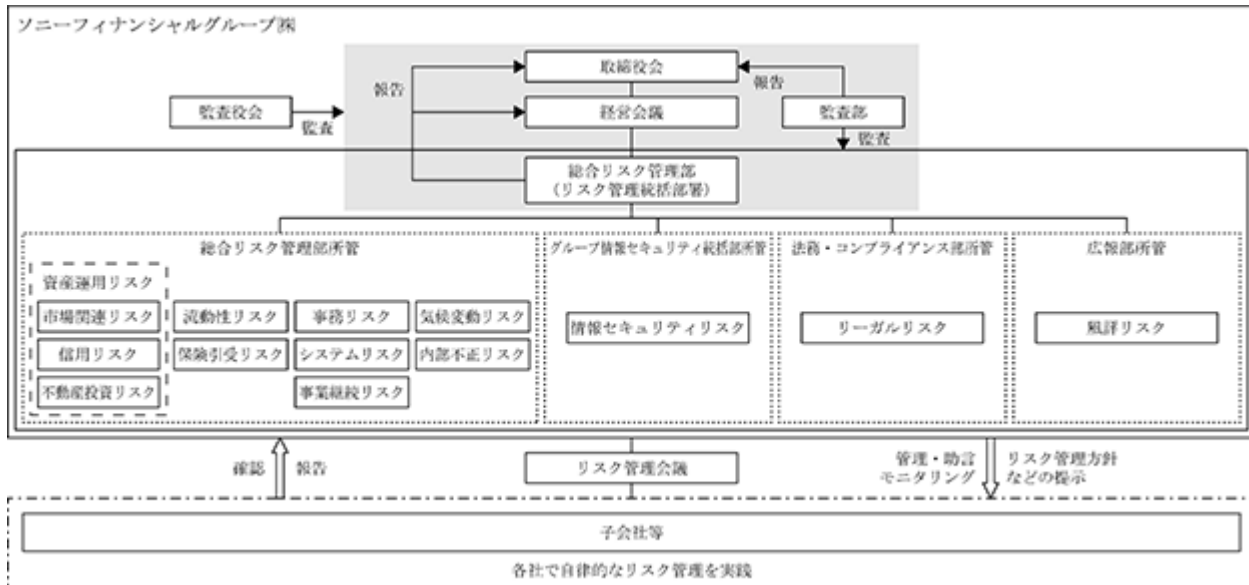 ソニーフィナンシャルグループ㈱
取締役会
報告
報告
監査役会
監査
経営会議
監査部
監査
総合リスク管理部
(リスク管理統括部署)
総合リスク管理部所管
グループ情報セキュリティ統括部所管
法務・コンプライアンス部所管
広報部所管
資産運用リスク
市場関連リスク
流動性リスク
事務リスク
気候変動リスク
情報セキュリティリスク
リーガルリスク
風評リスク
信用リスク
保険引受リスク
システムリスク
内部不正リスク
不動産投資リスク
事業継続リスク
確認
報告
リスク管理会議
管理・助言
モニタリング
リスク管理方針
などの提示
子会社等
各社で自律的なリスク管理を実践